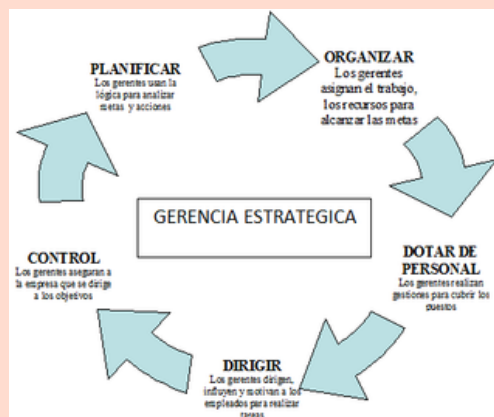 PLANIFICAR
Los gerentes usan la
lógica para analizar
metas y acciones
ORGANIZAR
Los gerentes
asignan el trabajo,
los recursos para
alcanzar las metas
GERENCIA ESTRATEGICA
DOTAR DE
PERSONAL
Los gerentes realizan
gestiones para cubrir los
puestos
DIRIGIR
Los gerentes dirigen,
influyen y motivan a los
empleados para realizar
tareas
CONTROL
Los gerentes aseguran a
la empresa que se dirige
a los objetivos